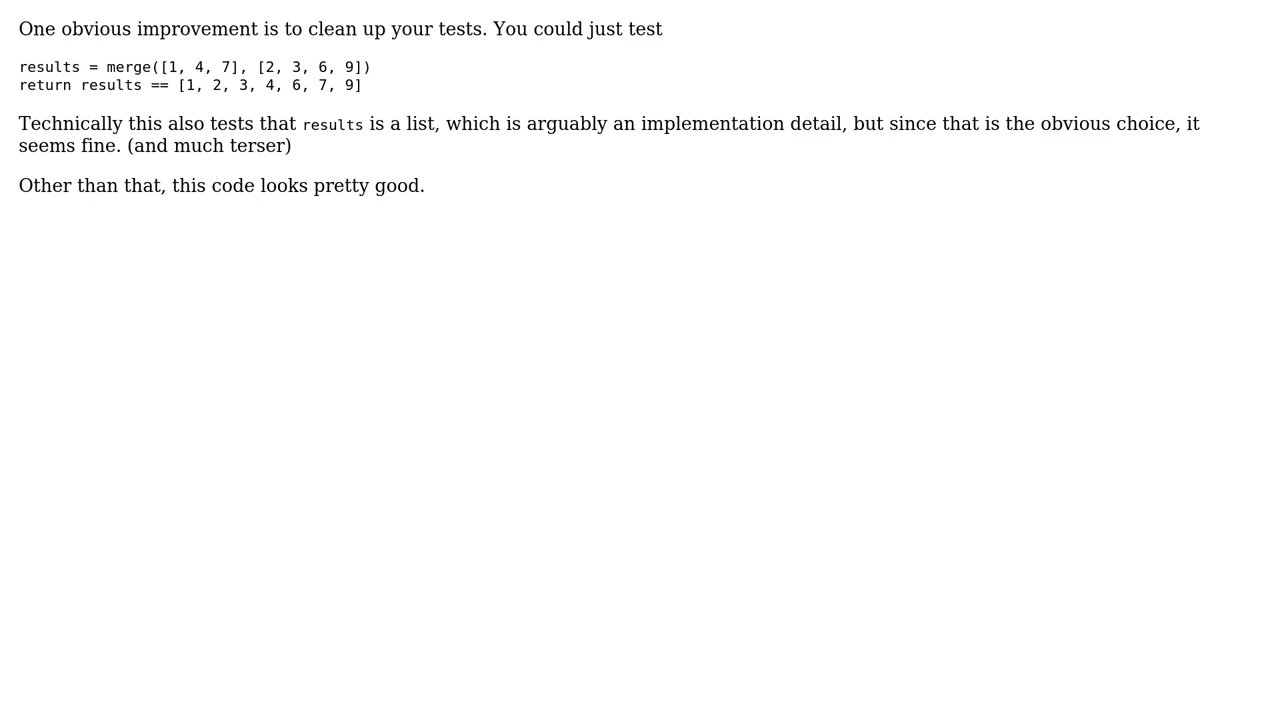 One obvious improvement is to clean up your tests. You could just test
results = merge([1, 4, 7], [2, 3, 6, 9])
return results == [1, 2, 3, 4, 6, 7, 9]
Technically this also tests that results is a list, which is arguably an implementation detail, but since that is the obvious choice, it
seems fine. (and much terser)
Other than that, this code looks pretty good.